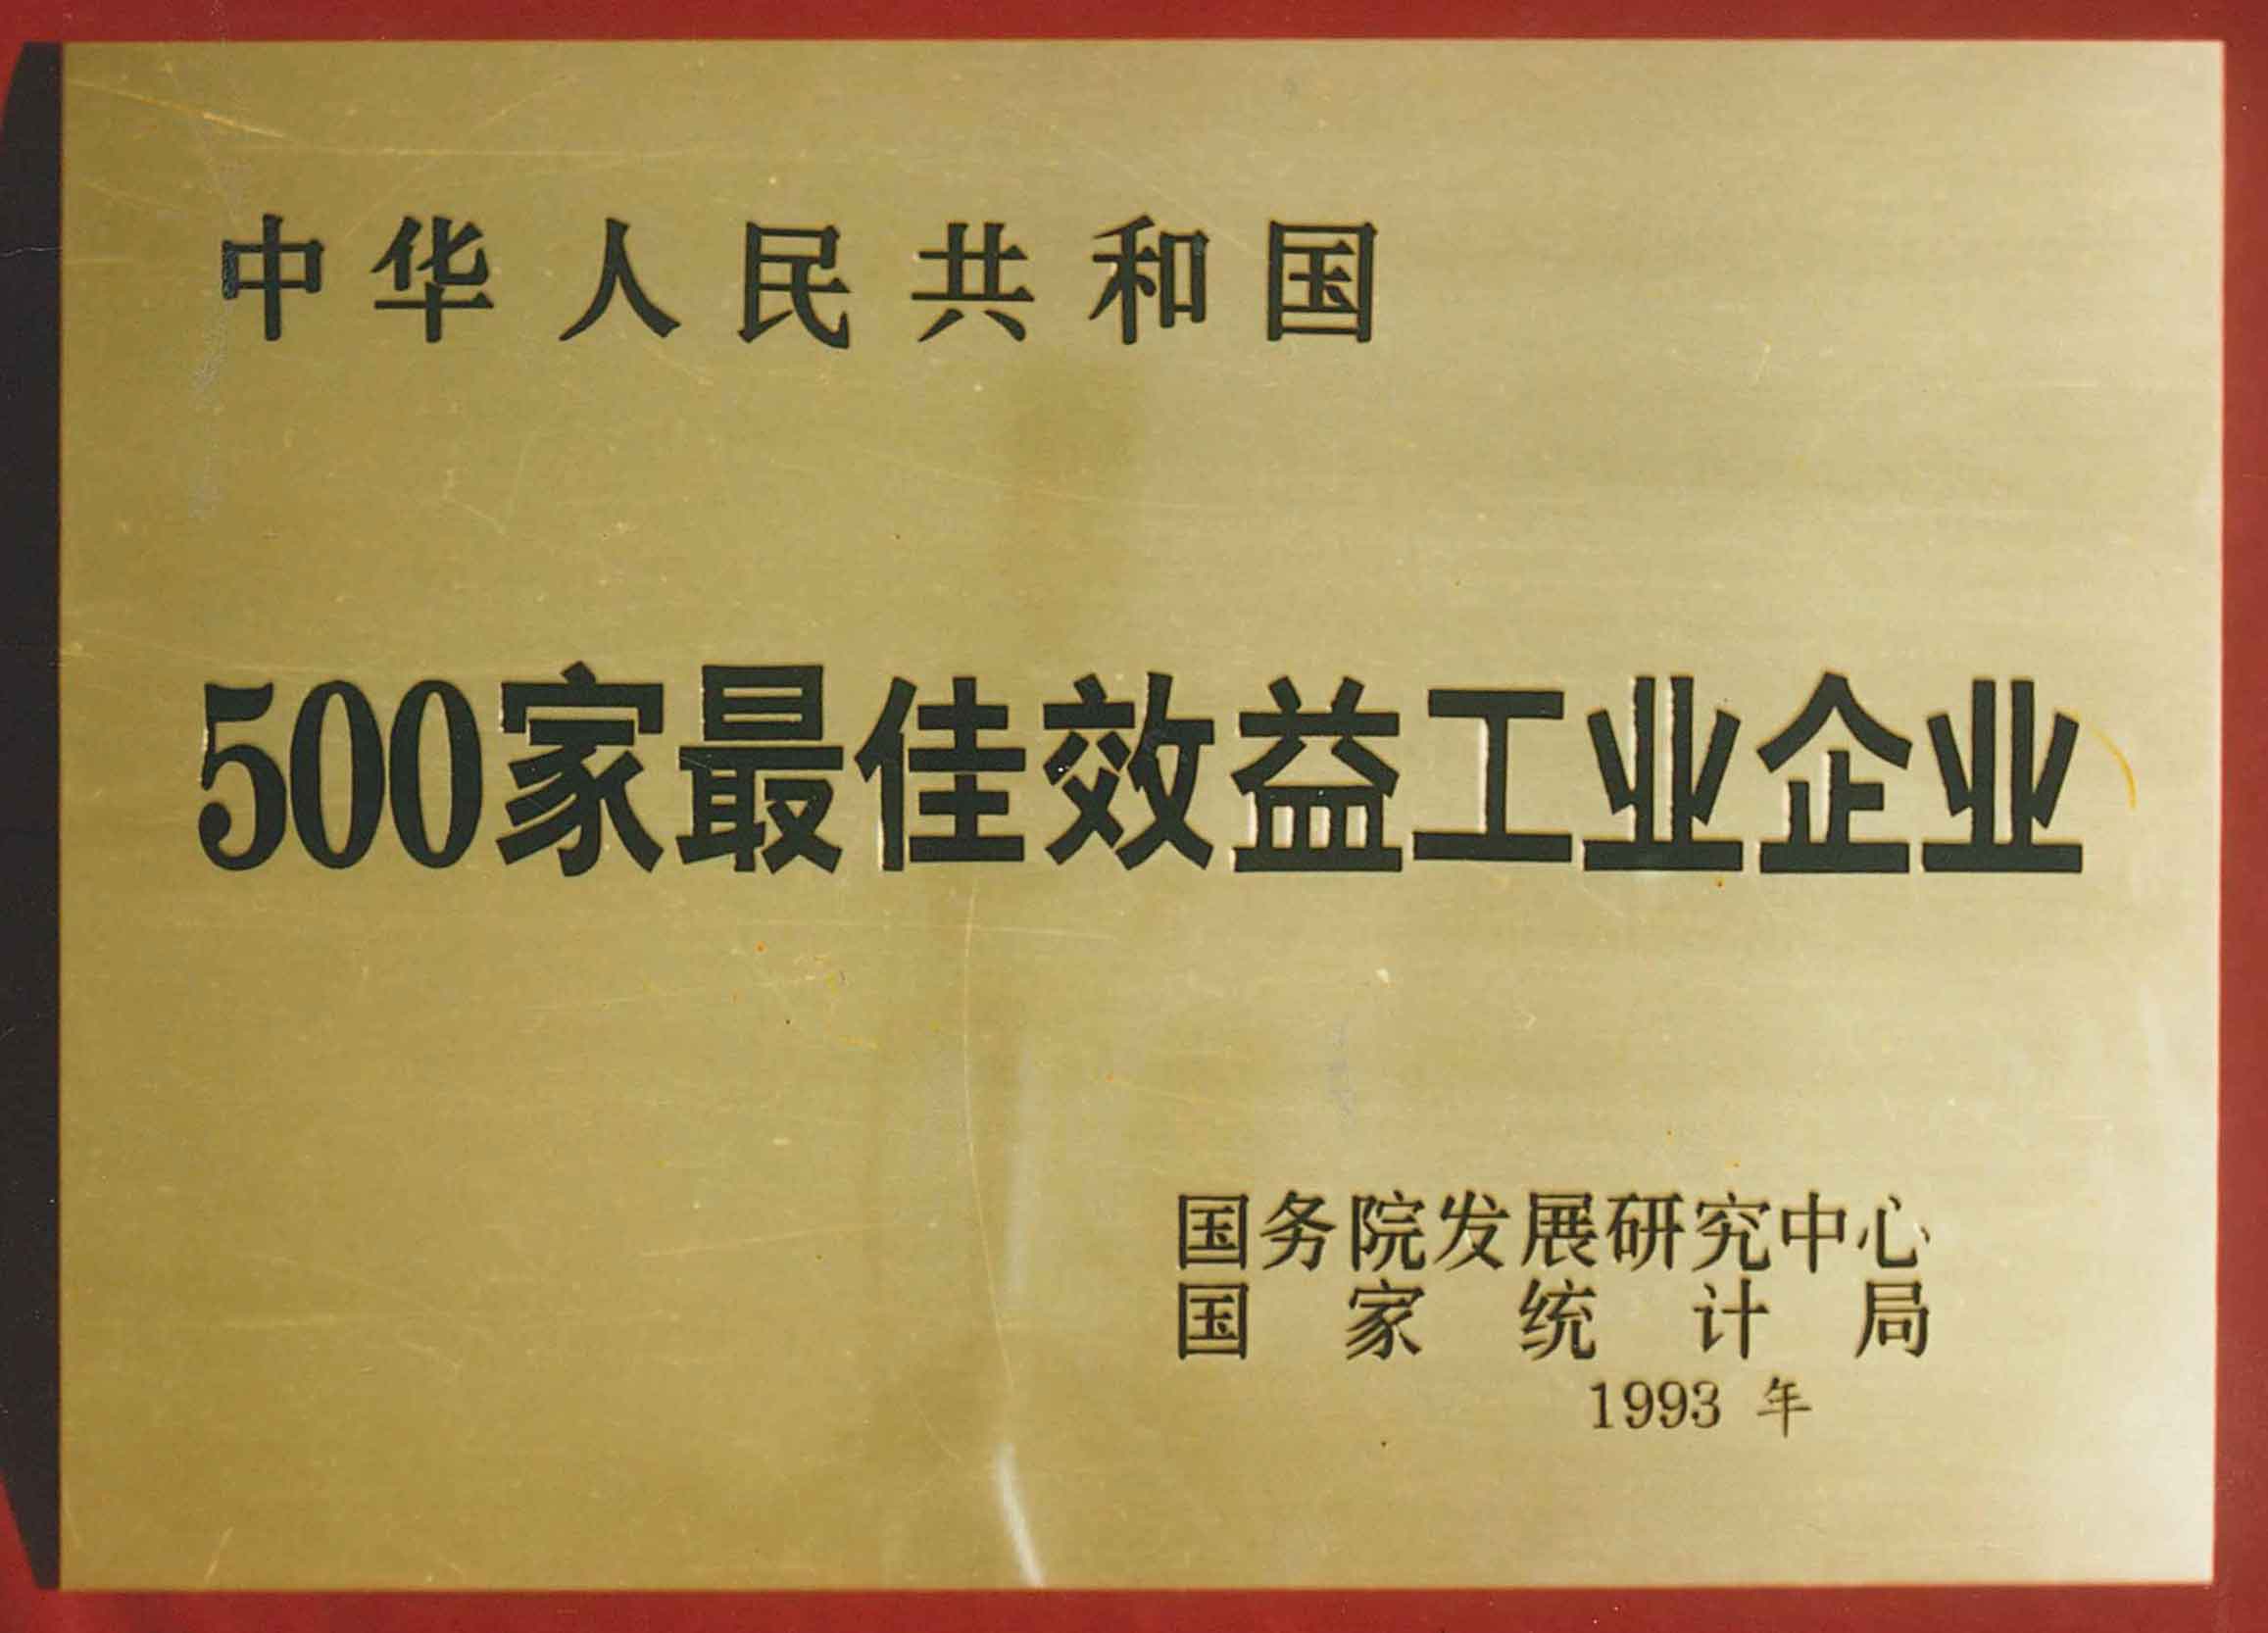 中华人民共和国
500家最佳效益工业企业
国务院发展研究中心
国家统计局
1993 年